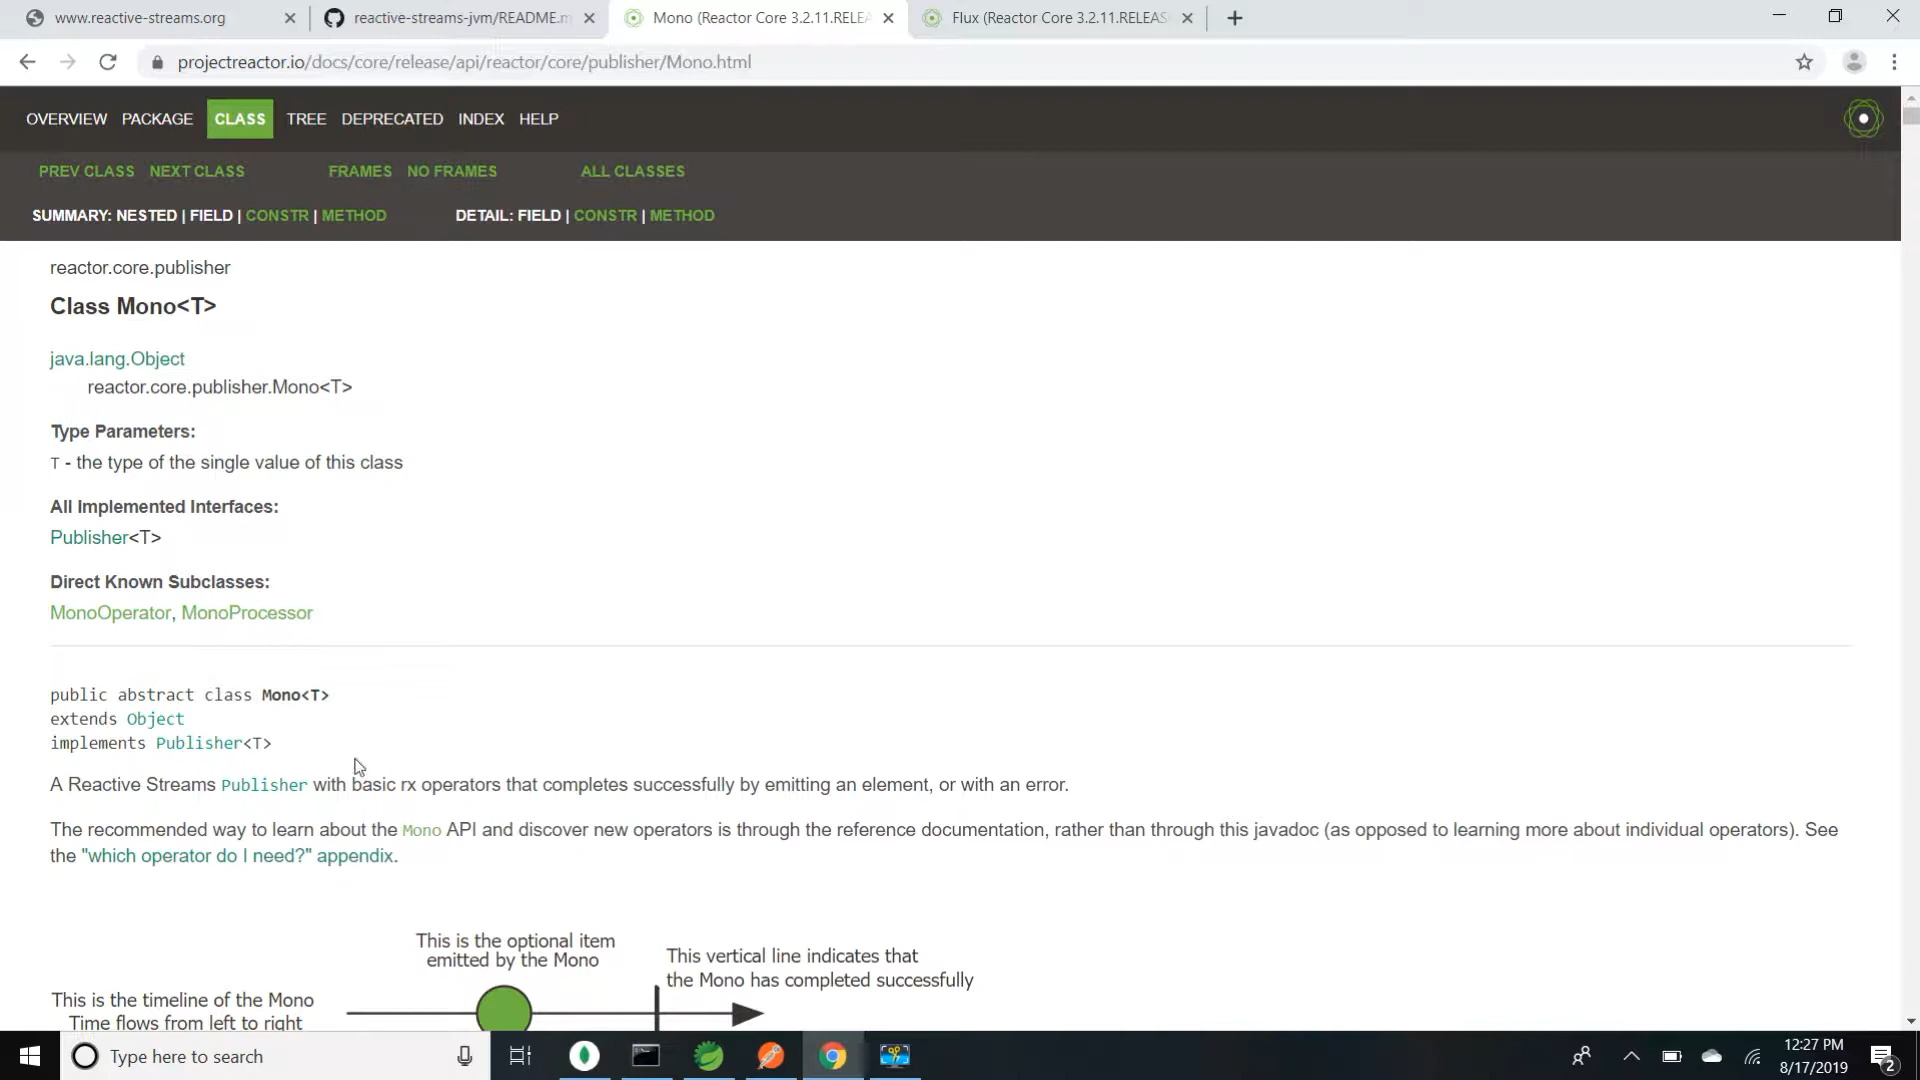 www.reactive-streams.org
reactive-streams-jvm/README.m
Mono (Reactor Core 3.2.11.RELEA
Flux (Reactor Core 3.2.11.RELEAS
projectreactor.io/docs/core/release/api/reactor/core/publisher/Mono.html
OVERVIEW PACKAGE CLASS TREE DEPRECATED INDEX HELP
PREV CLASS NEXT CLASS FRAMES NO FRAMES ALL CLASSES
SUMMARY: NESTED | FIELD | CONSTR | METHOD DETAIL: FIELD | CONSTR | METHOD
reactor.core.publisher
Class Mono<T>
java.lang.Object
reactor.core.publisher.Mono<T>
Type Parameters:
T - the type of the single value of this class
All Implemented Interfaces:
Publisher<T>
Direct Known Subclasses:
MonoOperator, MonoProcessor
public abstract class Mono<T>
extends Object
implements Publisher<T>
A Reactive Streams Publisher with basic rx operators that completes successfully by emitting an element, or with an error.
The recommended way to learn about the Mono API and discover new operators is through the reference documentation, rather than through this javadoc (as opposed to learning more about individual operators). See
the "which operator do I need?" appendix.
This is the optional item
emitted by the Mono
This vertical line indicates that
the Mono has completed successfully
This is the timeline of the Mono
Time flows from left to right
Type here to search
12:27 PM
8/17/2019
2